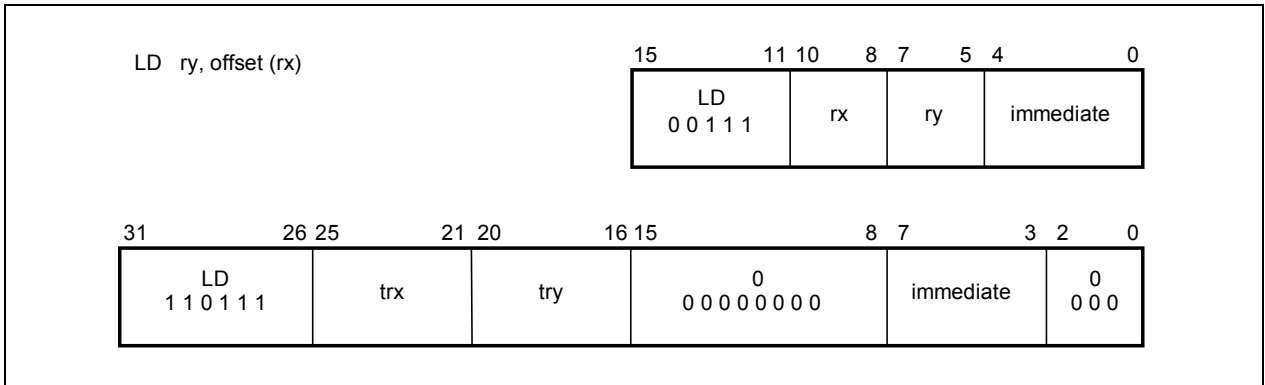 LD ry, offset (rx)
15 11 10 8 7 5 4 0
LD rx ry immediate
0 0 1 1 1
31 26 25 21 20 16 15 8 7 3 2 0
LD trx try 0 immediate 0
1 1 0 1 1 1 0 0 0 0 0 0 0 0 0 0 0